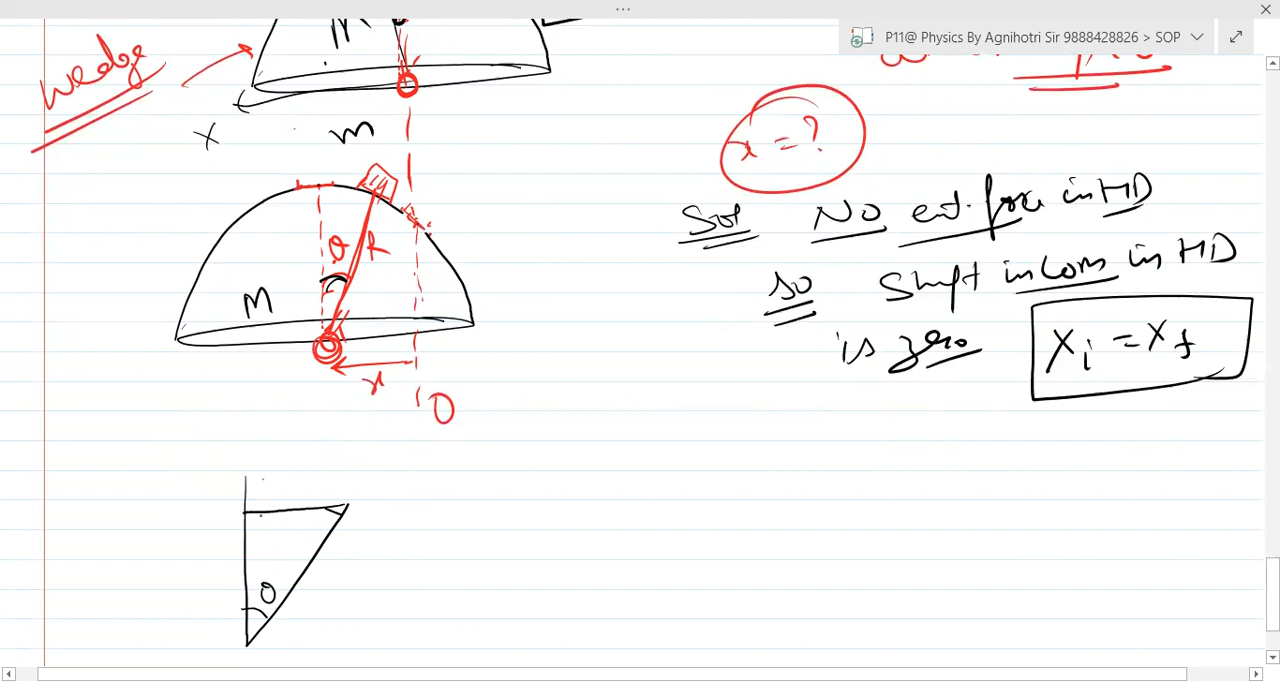 P11@ Physics By Agnihotri Sir 9888428826 > SOP
Wedge
M
x
m
x = ?
Sol No ext. force in HD
so Shift in Com in HD
is zero Xi = Xf
θ R
M
x
O
θ